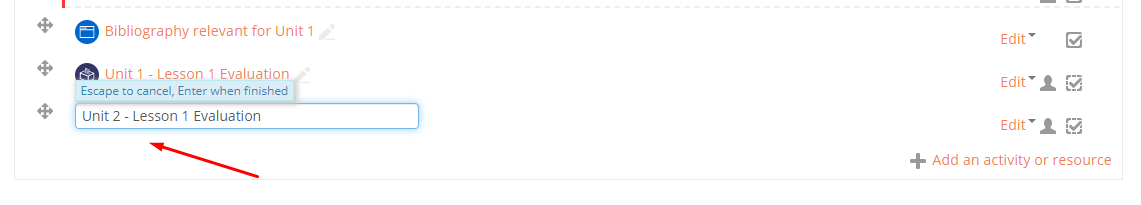 Bibliography relevant for Unit 1
Edit
Unit 1 - Lesson 1 Evaluation
Edit
Escape to cancel, Enter when finished
Unit 2 - Lesson 1 Evaluation
Edit
Add an activity or resource